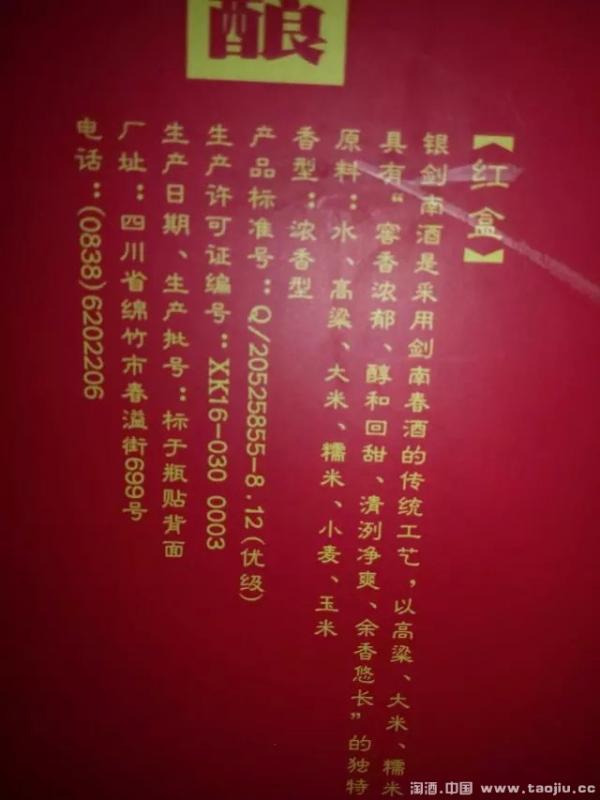 酿
【红盒】
银剑南酒是采用剑南春酒的传统工艺，以高粱、大米、糯米
具有“窖香浓郁、醇和回甜、清洌净爽、余香悠长”的独特
原料：水、高粱、大米、糯米、小麦、玉米
香型：浓香型
产品标准号：Q/20525855-8.12(优级)
生产许可证编号：XK16-030 0003
生产日期、生产批号：标于瓶贴背面
厂址：四川省绵竹市春溢街699号
电话：(0838)6202206
淘酒.中国 www.taojiu.cc